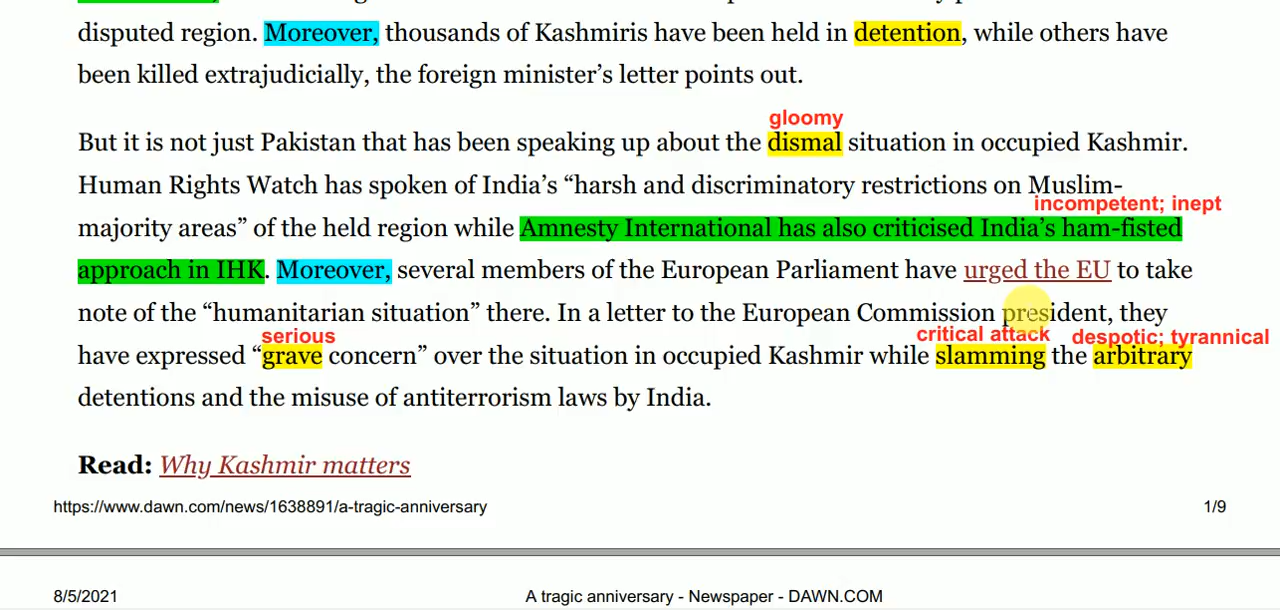 disputed region. Moreover, thousands of Kashmiris have been held in detention, while others have
been killed extrajudicially, the foreign minister’s letter points out.
gloomy
But it is not just Pakistan that has been speaking up about the dismal situation in occupied Kashmir.
Human Rights Watch has spoken of India’s “harsh and discriminatory restrictions on Muslim-
incompetent; inept
majority areas” of the held region while Amnesty International has also criticised India’s ham-fisted
approach in IHK. Moreover, several members of the European Parliament have urged the EU to take
note of the “humanitarian situation” there. In a letter to the European Commission president, they
serious critical attack despotic; tyrannical
have expressed “grave concern” over the situation in occupied Kashmir while slamming the arbitrary
detentions and the misuse of antiterrorism laws by India.
Read: Why Kashmir matters
https://www.dawn.com/news/1638891/a-tragic-anniversary 1/9
8/5/2021 A tragic anniversary - Newspaper - DAWN.COM